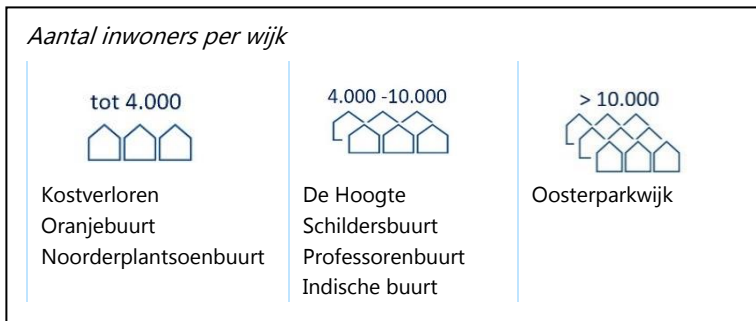 Aantal inwoners per wijk
tot 4.000
Kostverloren
Oranjebuurt
Noorderplantsoenbuurt
4.000 -10.000
De Hoogte
Schildersbuurt
Professorenbuurt
Indische buurt
> 10.000
Oosterparkwijk